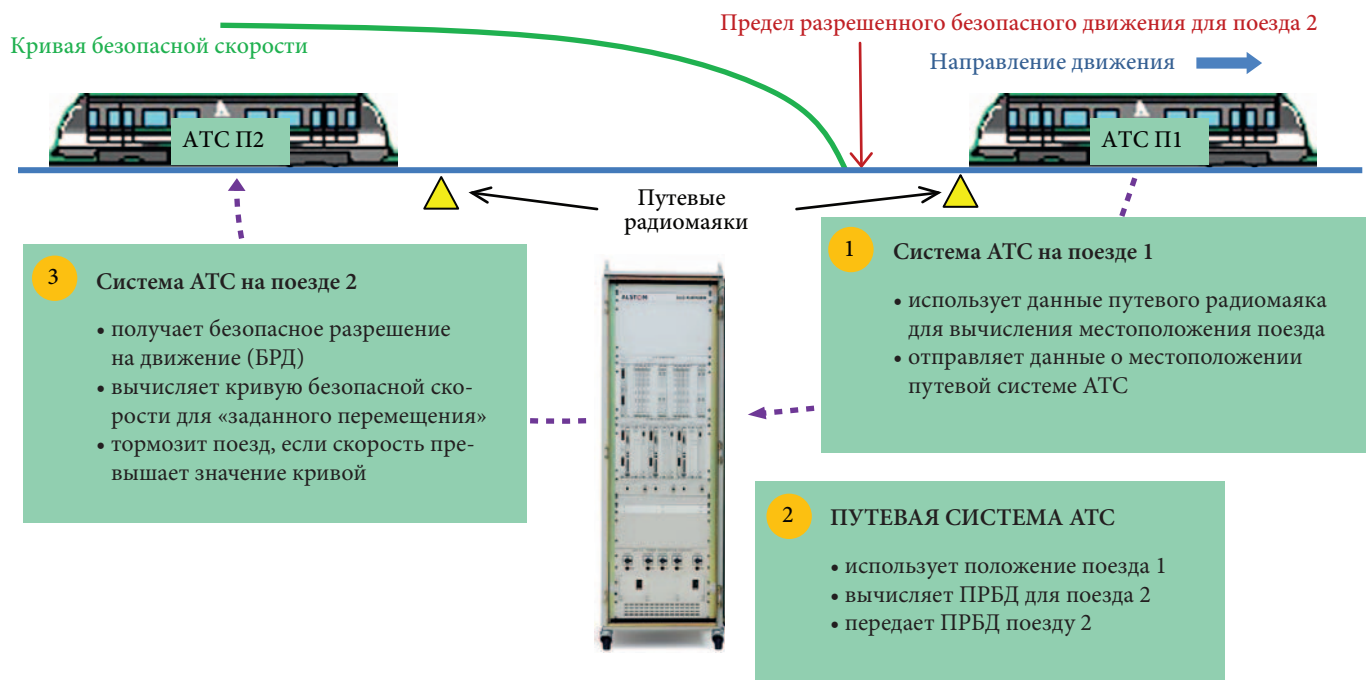 Предел разрешенного безопасного движения для поезда 2
Кривая безопасной скорости
Направление движения
АТС П2
АТС П1
Путевые
радиомаяки
1 Система АТС на поезде 1
• использует данные путевого радиомаяка
для вычисления местоположения поезда
• отправляет данные о местоположении
путевой системе АТС
3 Система АТС на поезде 2
• получает безопасное разрешение
на движение (БРД)
• вычисляет кривую безопасной ско-
рости для «заданного перемещения»
• тормозит поезд, если скорость пре-
вышает значение кривой
ALSTOM
2 ПУТЕВАЯ СИСТЕМА АТС
• использует положение поезда 1
• вычисляет ПРБД для поезда 2
• передает ПРБД поезду 2